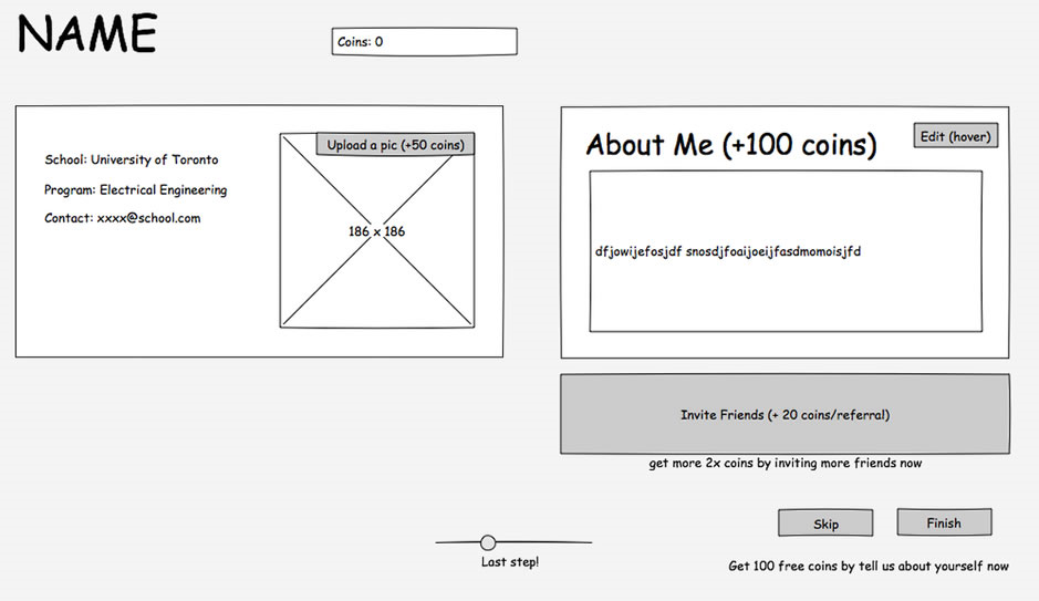 NAME
Coins: 0
School: University of Toronto
Program: Electrical Engineering
Contact: xxxx@school.com
Upload a pic (+50 coins)
186 x 186
About Me (+100 coins)
Edit (hover)
dfjowijefosjdf snosdjfoaijoeijfasdmomoisjfd
Invite Friends (+ 20 coins/referral)
get more 2x coins by inviting more friends now
Skip
Finish
Last step!
Get 100 free coins by tell us about yourself now